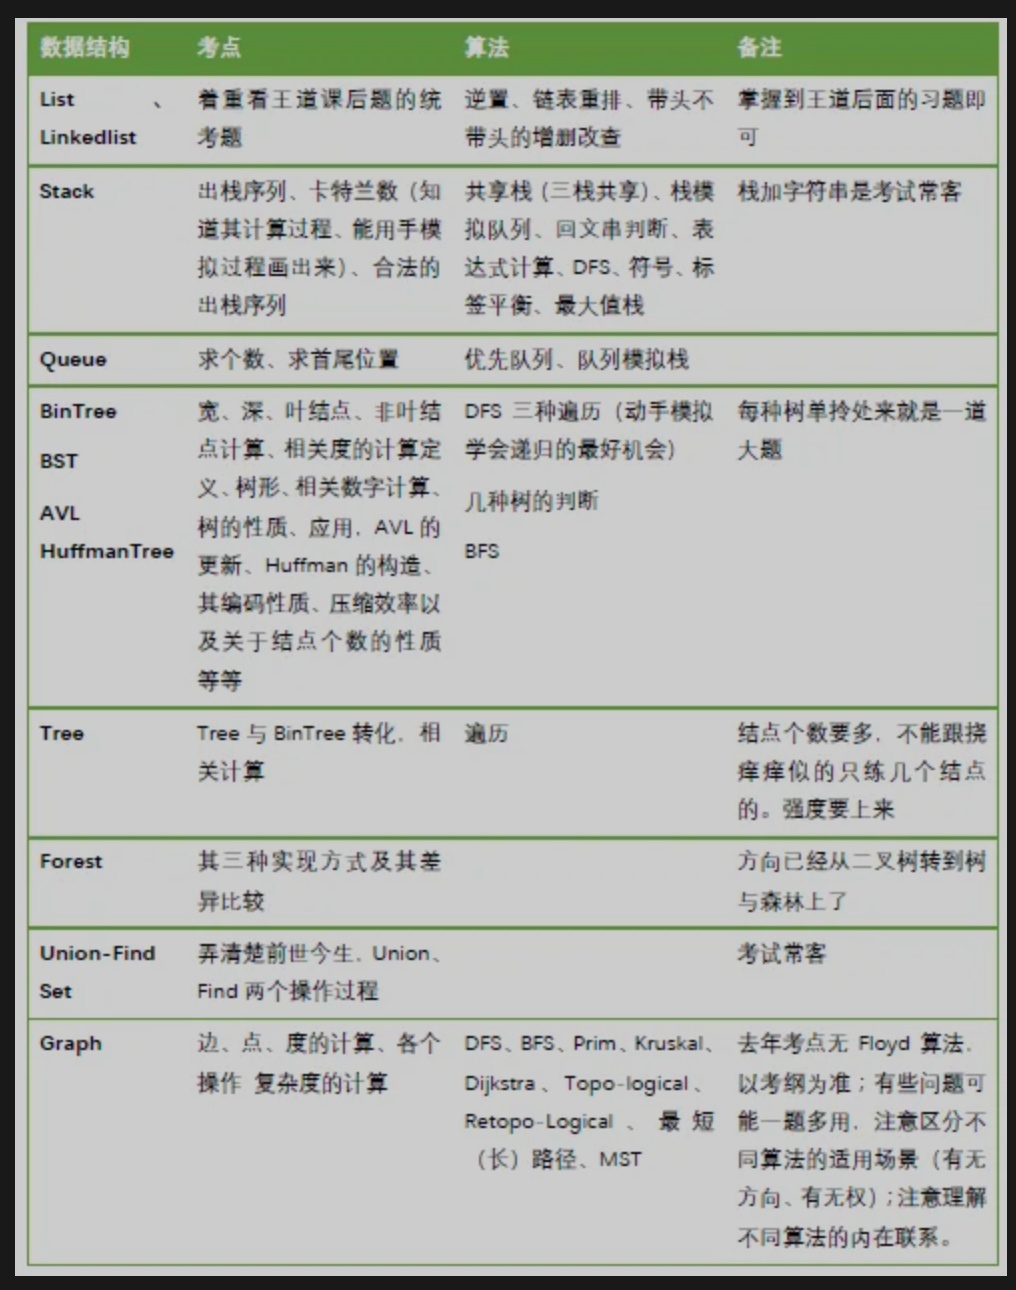 数据结构 考点 算法 备注
List 、 着重看王道课后题的统 逆置、链表重排、带头不 掌握到王道后面的习题即
Linkedlist 考题 带头的增删改查 可
Stack 出栈序列、卡特兰数（知 共享栈（三栈共享）、栈模 栈加字符串是考试常客
道其计算过程、能用手模 拟队列、回文串判断、表
拟过程画出来）、合法的 达式计算、DFS、符号、标
出栈序列 签平衡、最大值栈
Queue 求个数、求首尾位置 优先队列、队列模拟栈
BinTree 宽、深、叶结点、非叶结 DFS 三种遍历（动手模拟 每种树单拎处来就是一道
BST 点计算、相关度的计算定 学会递归的最好机会） 大题
义、树形、相关数字计算、 几种树的判断
AVL 树的性质、应用，AVL 的
HuffmanTree 更新、Huffman 的构造、 BFS
其编码性质、压缩效率以
及关于结点个数的性质
等等
Tree Tree 与 BinTree 转化，相 遍历 结点个数要多，不能跟挠
关计算 痒痒似的只练几个结点
的。强度要上来
Forest 其三种实现方式及其差 方向已经从二叉树转到树
异比较 与森林上了
Union-Find 弄清楚前世今生，Union、 考试常客
Set Find 两个操作过程
Graph 边、点、度的计算、各个 DFS、BFS、Prim、Kruskal、 去年考点无 Floyd 算法，
操作 复杂度的计算 Dijkstra 、 Topo-logical 、 以考纲为准；有些问题可
Retopo-Logical 、 最 短 能一题多用，注意区分不
（长）路径、MST 同算法的适用场景（有无
方向、有无权）；注意理解
不同算法的内在联系。